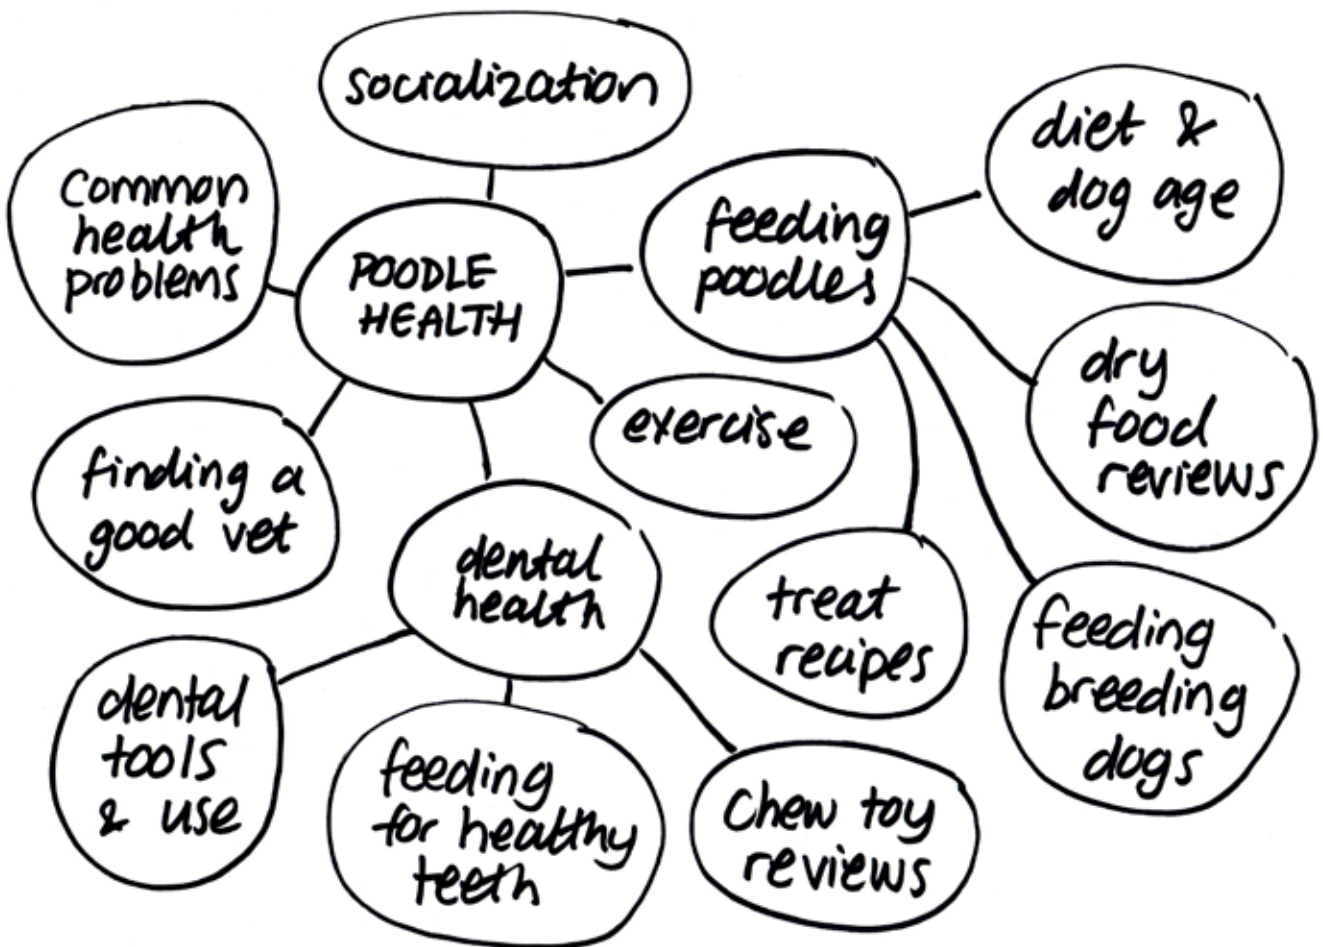 socialization
Common
health
problems
POODLE
HEALTH
feeding
poodles
diet &
dog age
dry
food
reviews
exercise
finding a
good vet
dental
health
treat
recipes
feeding
breeding
dogs
dental
tools
& use
feeding
for healthy
teeth
Chew toy
reviews